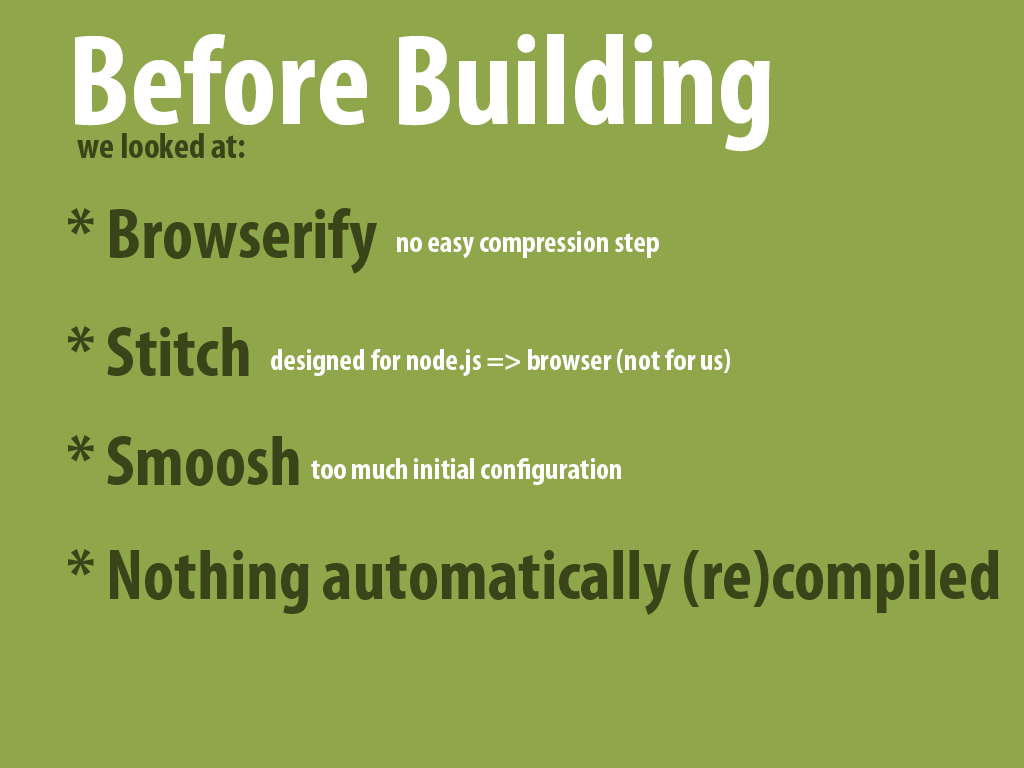 Before Building
we looked at:
* Browserify no easy compression step
* Stitch designed for node.js => browser (not for us)
* Smoosh too much initial configuration
* Nothing automatically (re)compiled